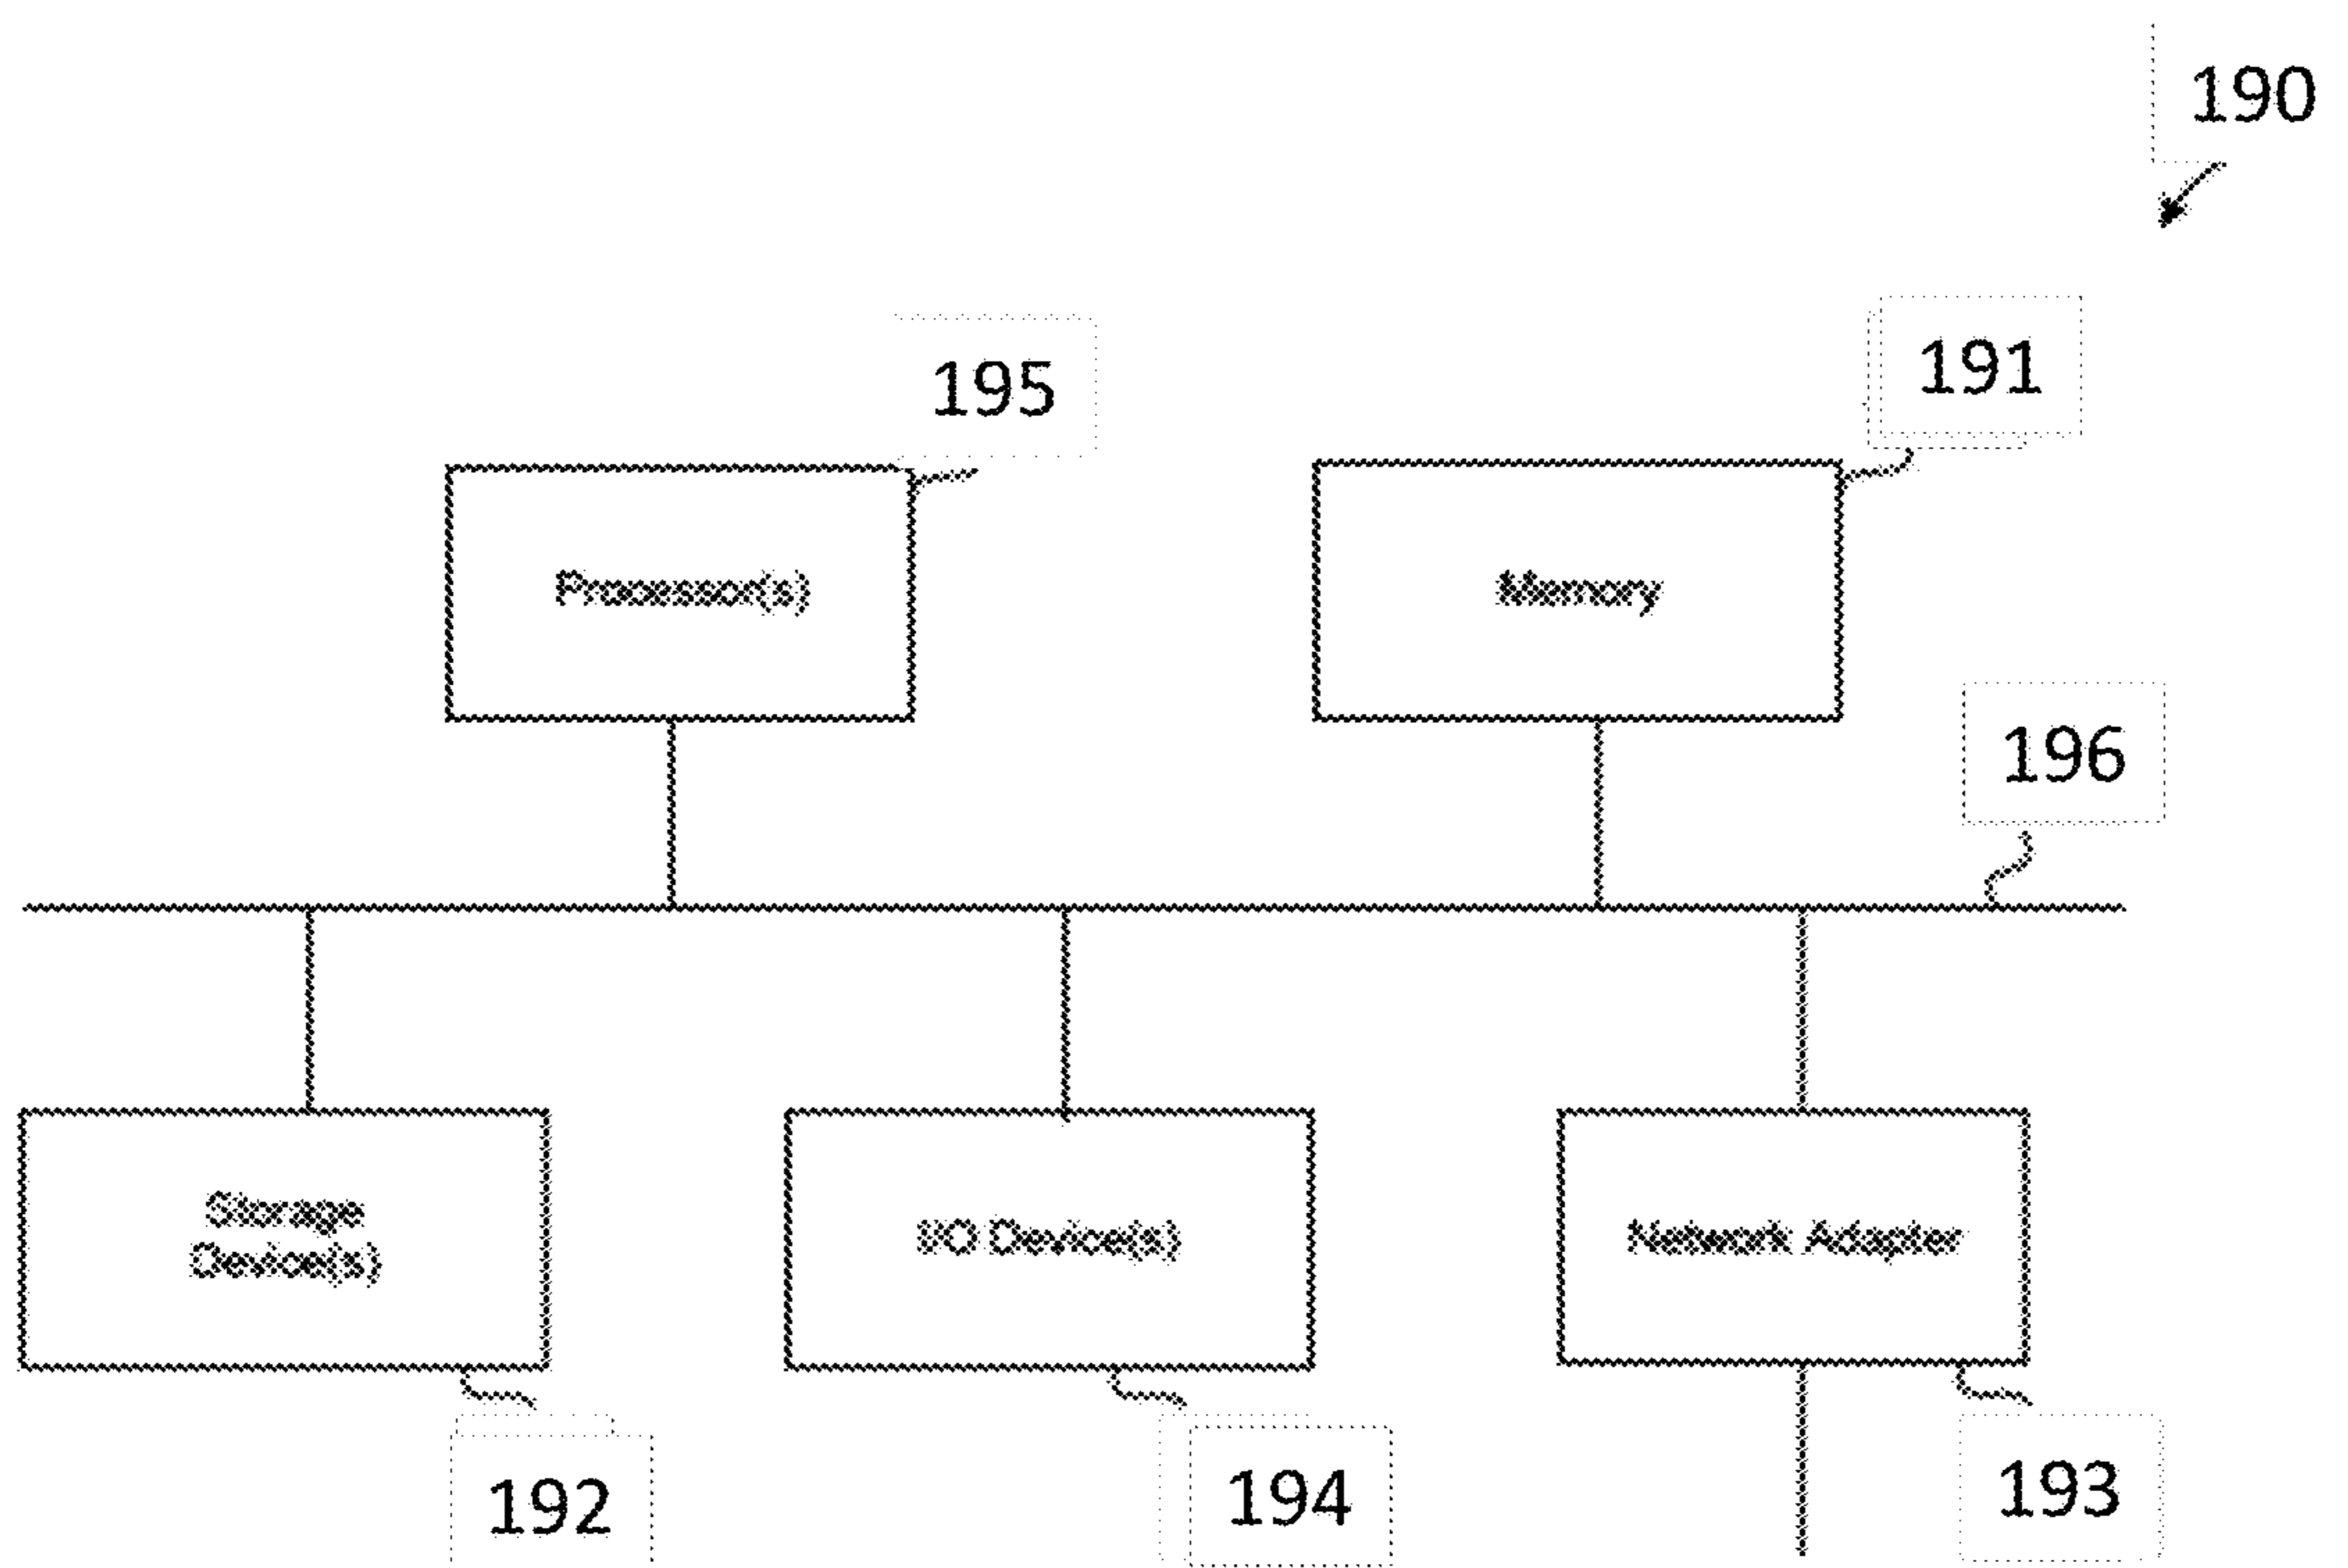 190
195
191
Processor(s)
Memory
196
Storage
Device(s)
I/O Device(s)
Network Adapter
192
194
193